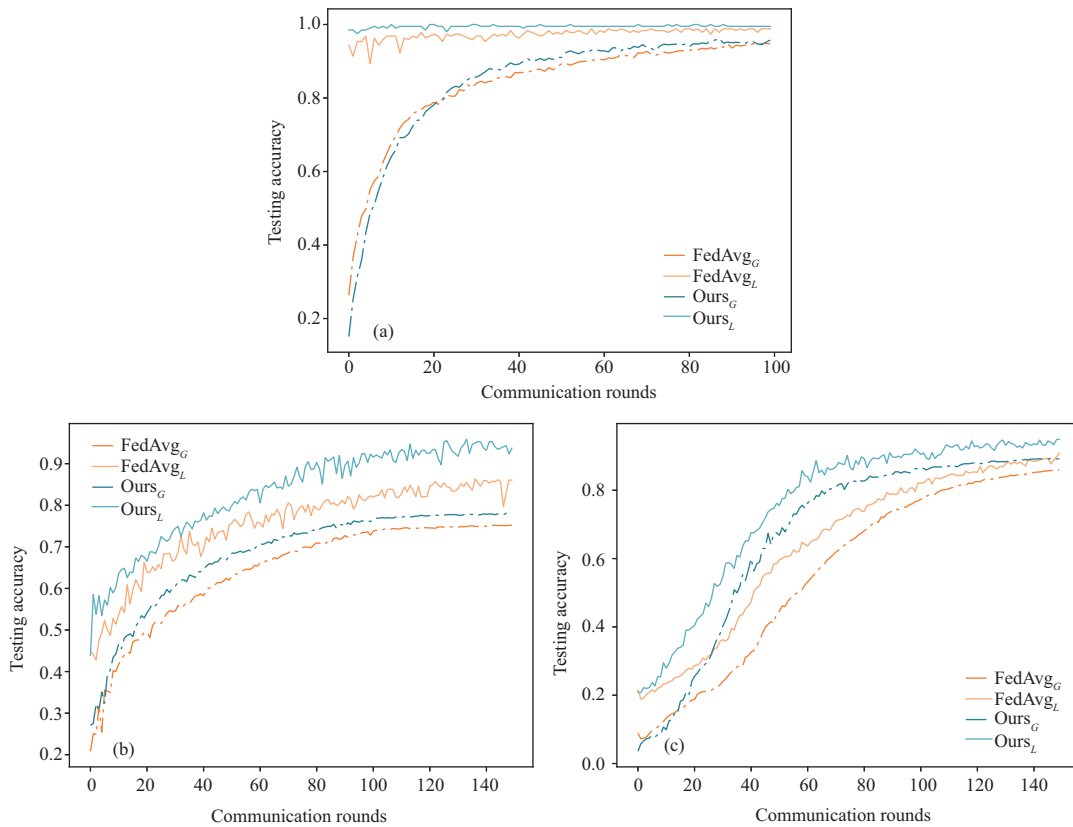 1.0
0.8
0.6
0.4
0.2
Testing accuracy
(a)
FedAvgG
FedAvgL
OursG
OursL
0 20 40 60 80 100
Communication rounds
0.9
0.8
0.7
0.6
0.5
0.4
0.3
0.2
Testing accuracy
FedAvgG
FedAvgL
OursG
OursL
(b)
0 20 40 60 80 100 120 140
Communication rounds
0.8
0.6
0.4
0.2
0.0
Testing accuracy
(c)
FedAvgG
FedAvgL
OursG
OursL
0 20 40 60 80 100 120 140
Communication rounds